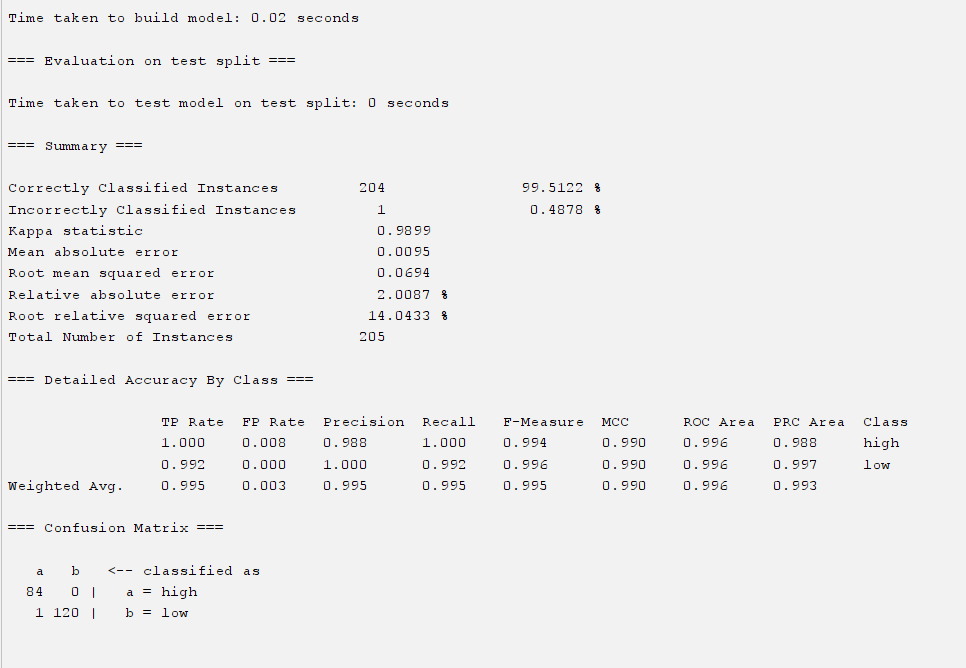 Time taken to build model: 0.02 seconds
=== Evaluation on test split ===
Time taken to test model on test split: 0 seconds
=== Summary ===
Correctly Classified Instances 204 99.5122 %
Incorrectly Classified Instances 1 0.4878 %
Kappa statistic 0.9899
Mean absolute error 0.0095
Root mean squared error 0.0694
Relative absolute error 2.0087 %
Root relative squared error 14.0433 %
Total Number of Instances 205
=== Detailed Accuracy By Class ===
TP Rate FP Rate Precision Recall F-Measure MCC ROC Area PRC Area Class
1.000 0.008 0.988 1.000 0.994 0.990 0.996 0.988 high
0.992 0.000 1.000 0.992 0.996 0.990 0.996 0.997 low
Weighted Avg. 0.995 0.003 0.995 0.995 0.995 0.990 0.996 0.993
=== Confusion Matrix ===
a b <-- classified as
84 0 | a = high
1 120 | b = low